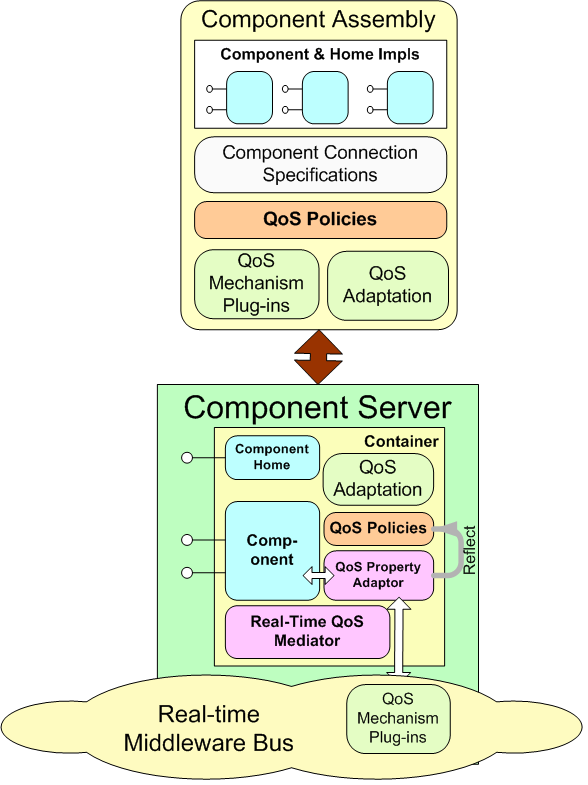 Component Assembly
Component & Home Impls
Component Connection
Specifications
QoS Policies
QoS
Mechanism
Plug-ins
QoS
Adaptation
Component Server
Container
Component
Home
QoS
Adaptation
Comp-
onent
QoS Policies
QoS Property
Adaptor
Reflect
Real-Time QoS
Mediator
Real-time
Middleware Bus
QoS
Mechanism
Plug-ins